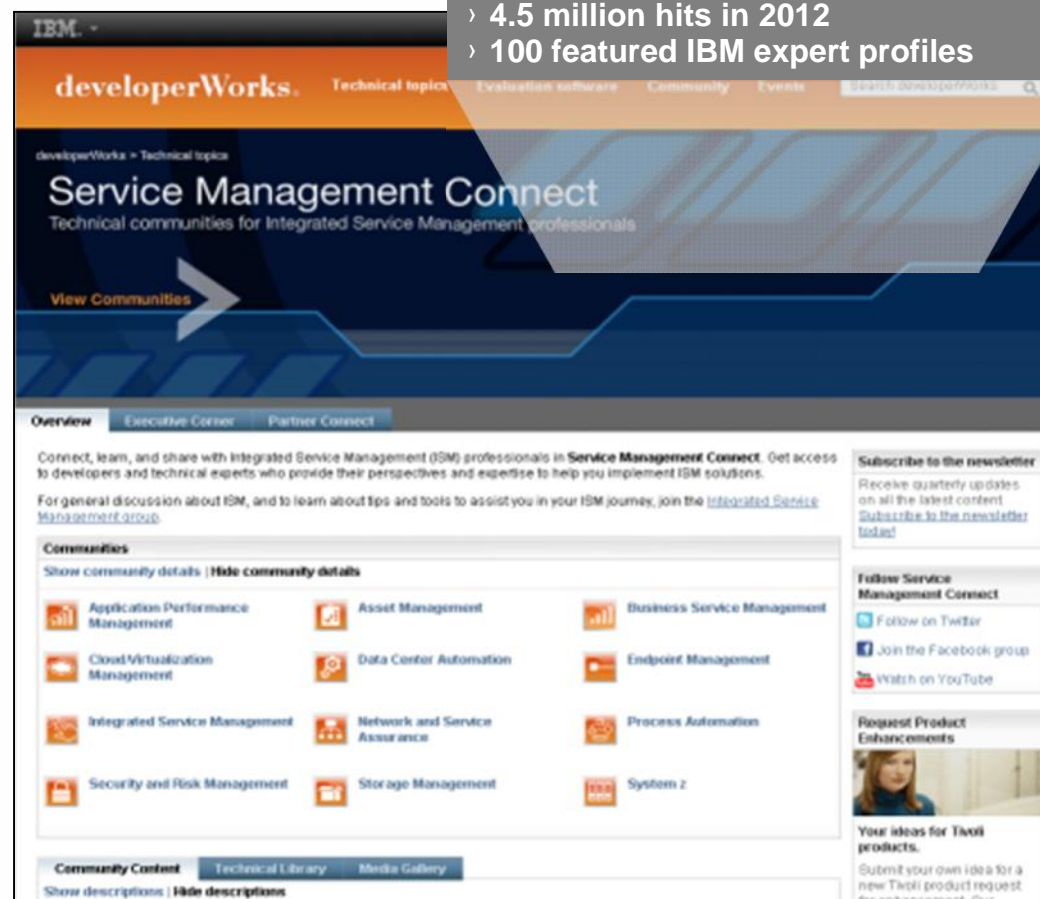 › 4.5 million hits in 2012
› 100 featured IBM expert profiles
IBM.
developerWorks. Technical topics Evaluation software Community Events Search developerWorks
developerWorks > Technical topics
Service Management Connect
Technical communities for Integrated Service Management professionals
View Communities
Overview Executive Corner Partner Connect
Connect, learn, and share with Integrated Service Management (ISM) professionals in Service Management Connect. Get access
to developers and technical experts who provide their perspectives and expertise to help you implement ISM solutions.
For general discussion about ISM, and to learn about tips and tools to assist you in your ISM journey, join the Integrated Service
Management group.
Communities
Show community details | Hide community details
Application Performance
Management
Asset Management
Business Service Management
Cloud/Virtualization
Management
Data Center Automation
Endpoint Management
Integrated Service Management
Network and Service
Assurance
Process Automation
Security and Risk Management
Storage Management
System z
Community Content Technical Library Media Gallery
Show descriptions | Hide descriptions
Subscribe to the newsletter
Receive quarterly updates
on all the latest content
Subscribe to the newsletter
today!
Follow Service
Management Connect
Follow on Twitter
Join the Facebook group
Watch on YouTube
Request Product
Enhancements
Your ideas for Tivoli
products.
Submit your own idea for a
new Tivoli product request
for enhancement. Our